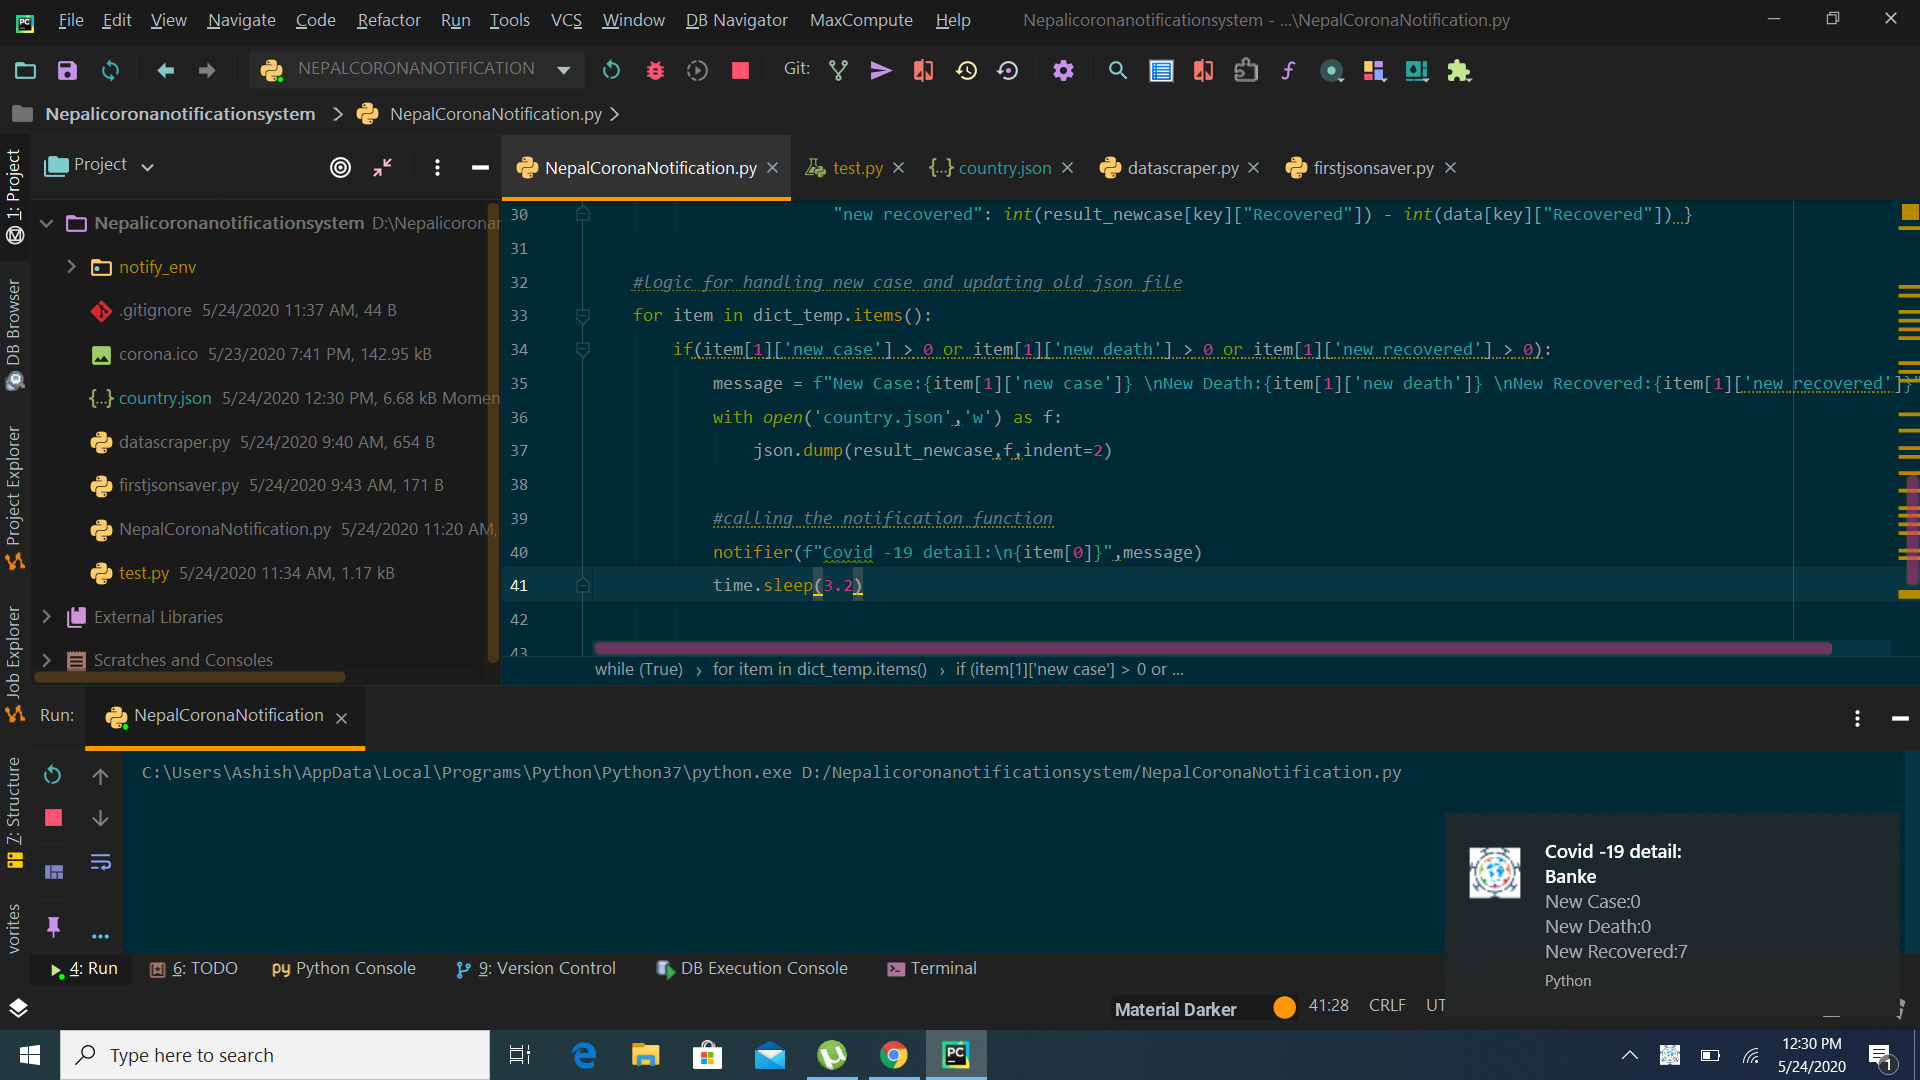 File Edit View Navigate Code Refactor Run Tools VCS Window DB Navigator MaxCompute Help Nepalicoronanotificationsystem - ...\NepalCoronaNotification.py
NEPALCORONANOTIFICATION Git:
Nepalicoronanotificationsystem NepalCoronaNotification.py
1: Project
DB Browser
Project Explorer
Job Explorer
Z: Structure
vorites
Project
Nepalicoronanotificationsystem D:\Nepalicoronar
notify_env
.gitignore 5/24/2020 11:37 AM, 44 B
corona.ico 5/23/2020 7:41 PM, 142.95 kB
country.json 5/24/2020 12:30 PM, 6.68 kB Momen
datascraper.py 5/24/2020 9:40 AM, 654 B
firstjsonsaver.py 5/24/2020 9:43 AM, 171 B
NepalCoronaNotification.py 5/24/2020 11:20 AM,
test.py 5/24/2020 11:34 AM, 1.17 kB
External Libraries
Scratches and Consoles
NepalCoronaNotification.py test.py country.json datascraper.py firstjsonsaver.py
30 "new recovered": int(result_newcase[key]["Recovered"]) - int(data[key]["Recovered"]) }
31
32 #logic for handling new case and updating old json file
33 for item in dict_temp.items():
34 if(item[1]['new case'] > 0 or item[1]['new death'] > 0 or item[1]['new recovered'] > 0):
35 message = f"New Case:{item[1]['new case']} \nNew Death:{item[1]['new death']} \nNew Recovered:{item[1]['new recovered']}"
36 with open('country.json','w') as f:
37 json.dump(result_newcase,f,indent=2)
38
39 #calling the notification function
40 notifier(f"Covid -19 detail:\n{item[0]}",message)
41 time.sleep(3.2)
42
43
while (True) › for item in dict_temp.items() › if (item[1]['new case'] > 0 or ...
Run: NepalCoronaNotification
C:\Users\Ashish\AppData\Local\Programs\Python\Python37\python.exe D:/Nepalicoronanotificationsystem/NepalCoronaNotification.py
Covid -19 detail:
Banke
New Case:0
New Death:0
New Recovered:7
Python
4: Run 6: TODO Python Console 9: Version Control DB Execution Console Terminal
Material Darker 41:28 CRLF UT
Type here to search
12:30 PM
5/24/2020
1